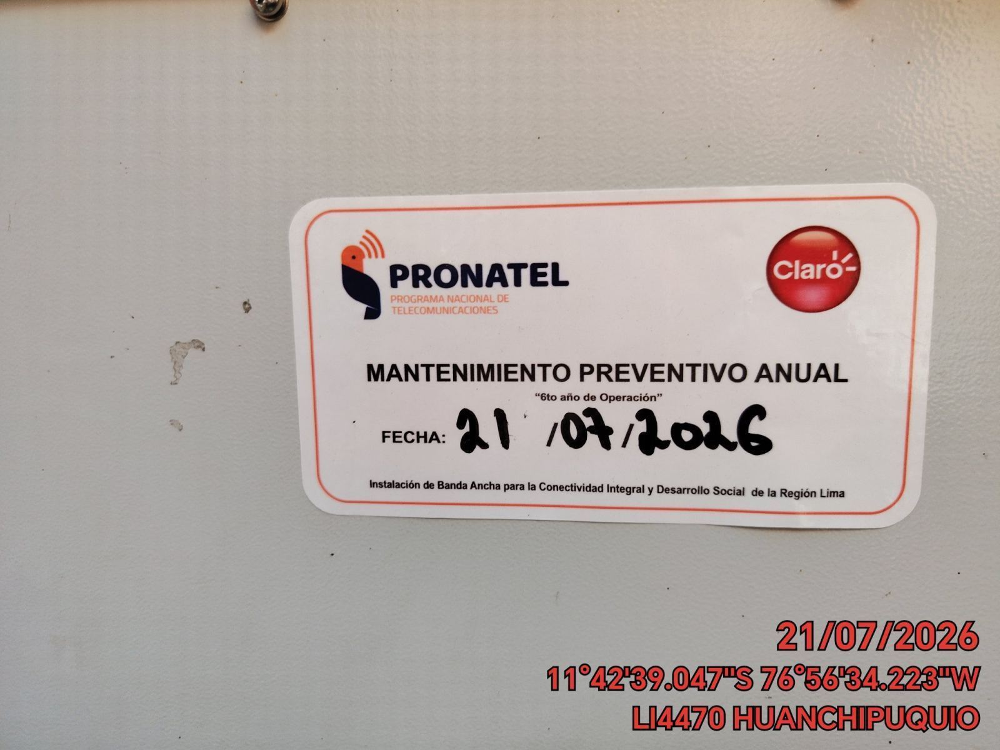 PRONATEL
PROGRAMA NACIONAL DE
TELECOMUNICACIONES
Claro
MANTENIMIENTO PREVENTIVO ANUAL
“6to año de Operación”
FECHA: 21 /07/2026
Instalación de Banda Ancha para la Conectividad Integral y Desarrollo Social de la Región Lima
21/07/2026
11°42'39.047"S 76°56'34.223"W
LI4470 HUANCHIPUQUIO